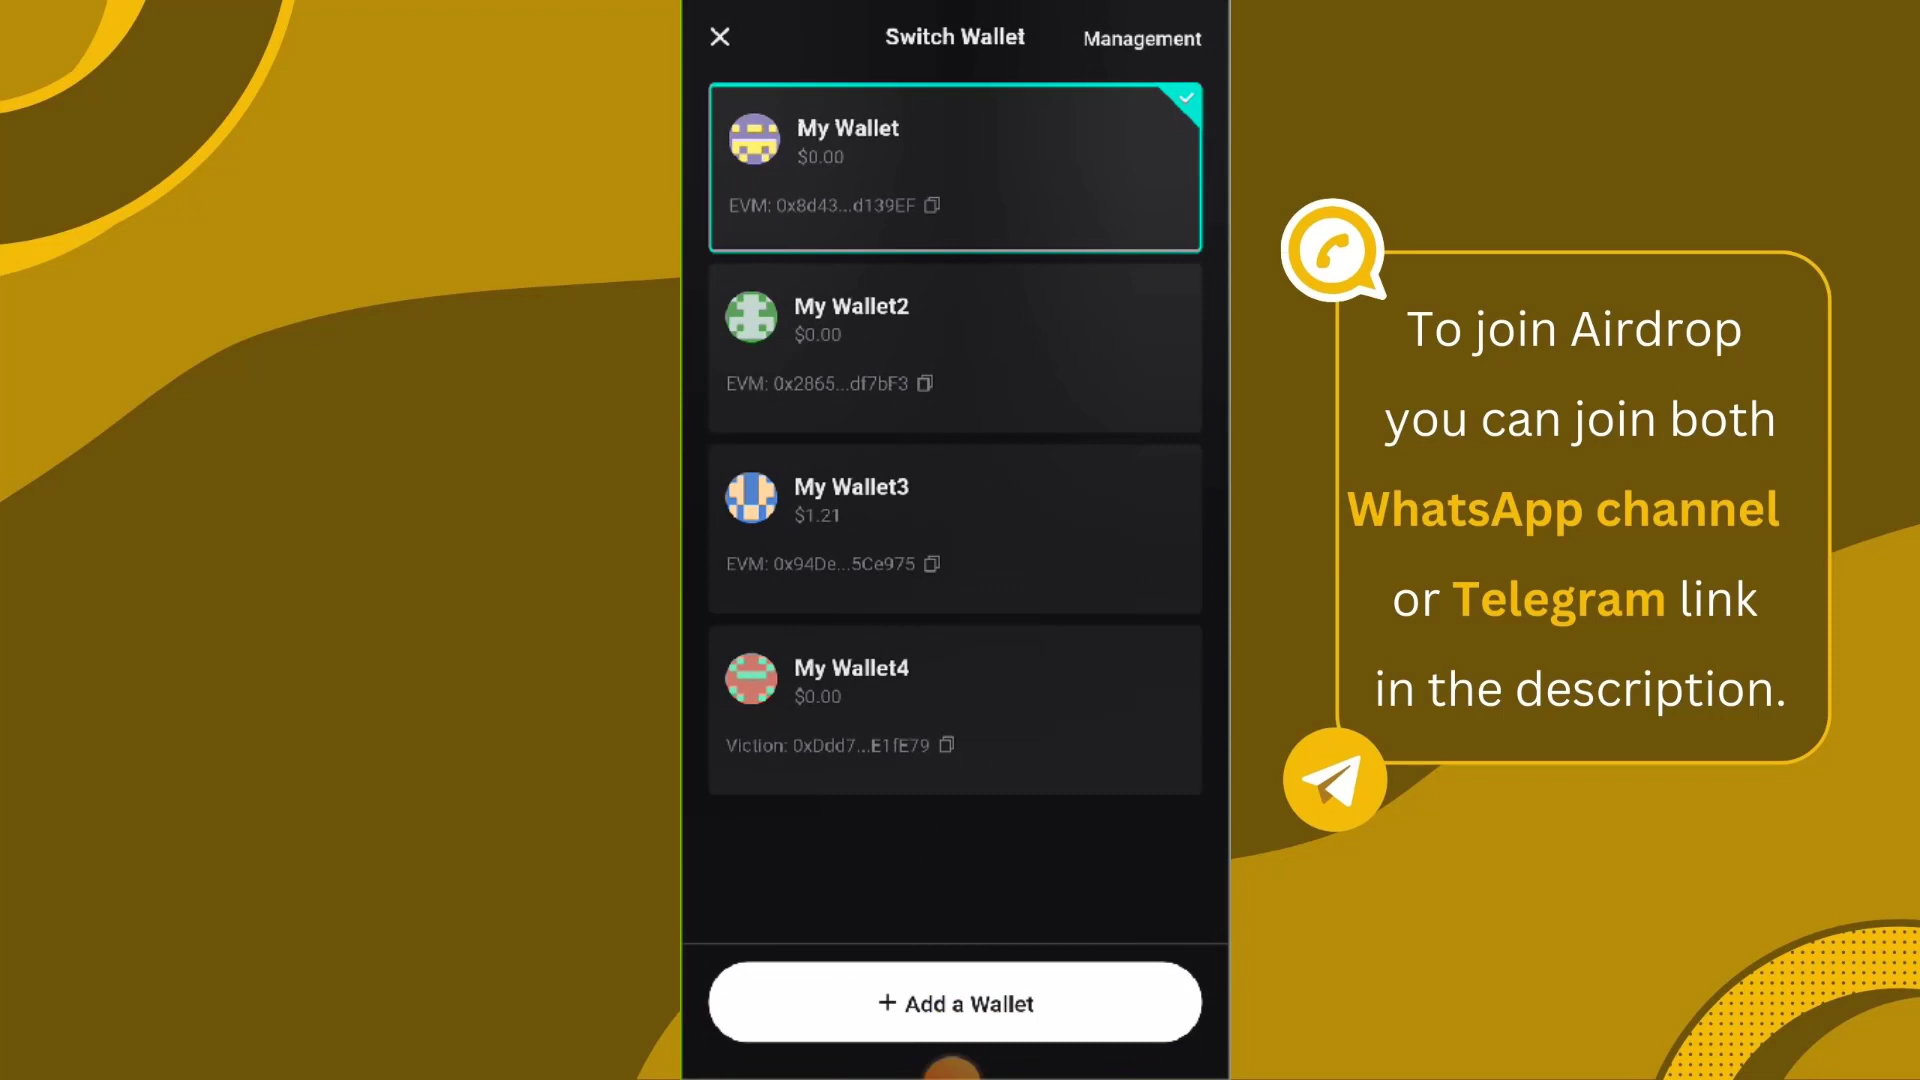 Switch Wallet
Management
My Wallet
$0.00
EVM: 0x8d43...d139EF
My Wallet2
$0.00
EVM: 0x2865...df7bF3
My Wallet3
$1.21
EVM: 0x94De...5Ce975
My Wallet4
$0.00
Viction: 0xDdd7...E1fE79
+ Add a Wallet
To join Airdrop
you can join both
WhatsApp channel
or Telegram link
in the description.